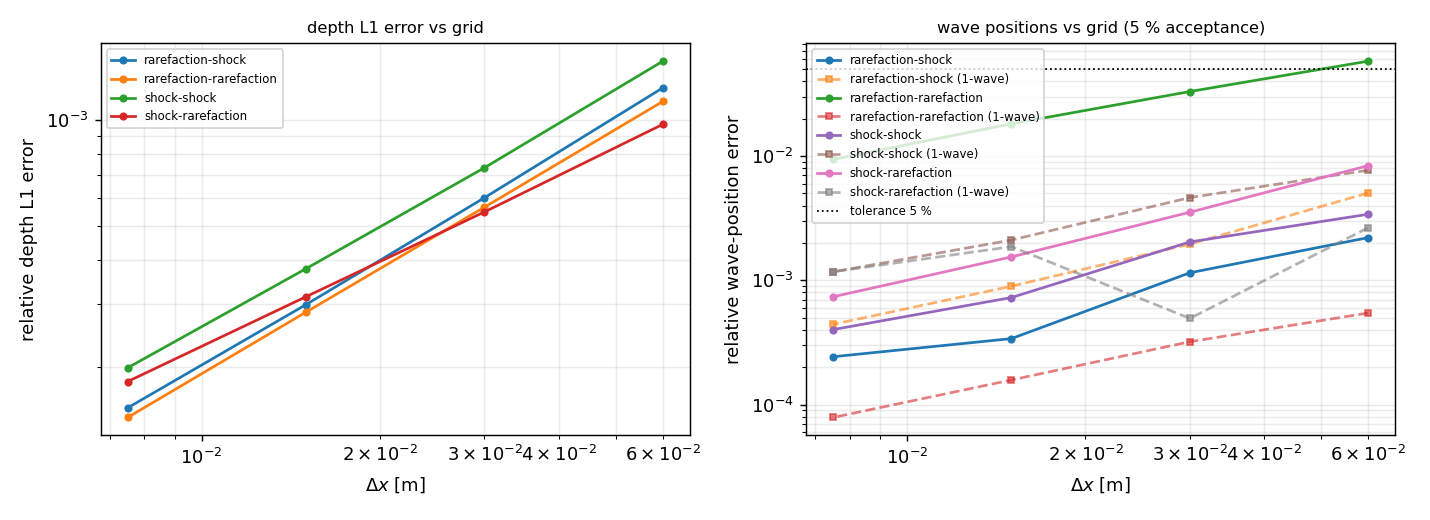 depth L1 error vs grid
relative depth L1 error
10⁻³
rarefaction-shock
rarefaction-rarefaction
shock-shock
shock-rarefaction
10⁻²
2 × 10⁻²
3 × 10⁻²
4 × 10⁻²
6 × 10⁻²
Δx [m]
wave positions vs grid (5 % acceptance)
relative wave-position error
10⁻²
10⁻³
10⁻⁴
rarefaction-shock
rarefaction-shock (1-wave)
rarefaction-rarefaction
rarefaction-rarefaction (1-wave)
shock-shock
shock-shock (1-wave)
shock-rarefaction
shock-rarefaction (1-wave)
tolerance 5 %
10⁻²
2 × 10⁻²
3 × 10⁻²
4 × 10⁻²
6 × 10⁻²
Δx [m]